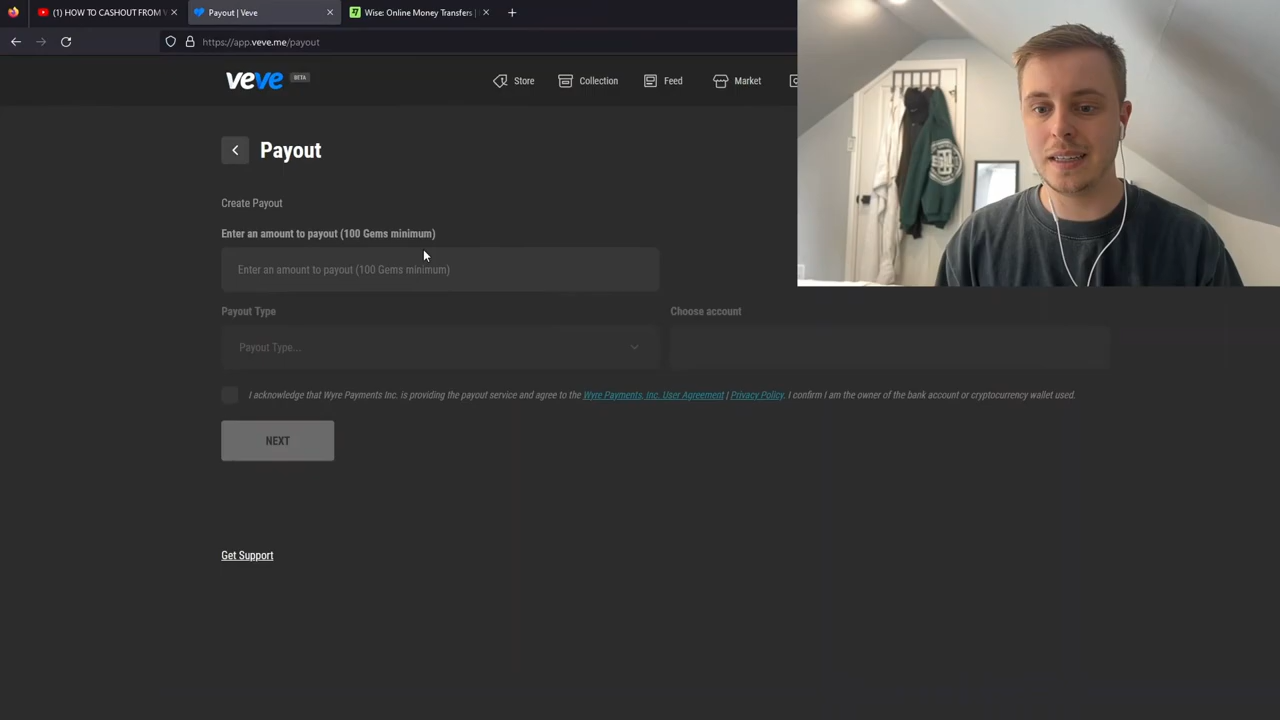 (1) HOW TO CASHOUT FROM V
Payout | Veve
Wise: Online Money Transfers |
https://app.veve.me/payout
veve
BETA
Store
Collection
Feed
Market
Payout
Create Payout
Enter an amount to payout (100 Gems minimum)
Enter an amount to payout (100 Gems minimum)
Payout Type
Choose account
Payout Type...
I acknowledge that Wyre Payments Inc. is providing the payout service and agree to the Wyre Payments, Inc. User Agreement | Privacy Policy. I confirm I am the owner of the bank account or cryptocurrency wallet used.
NEXT
Get Support